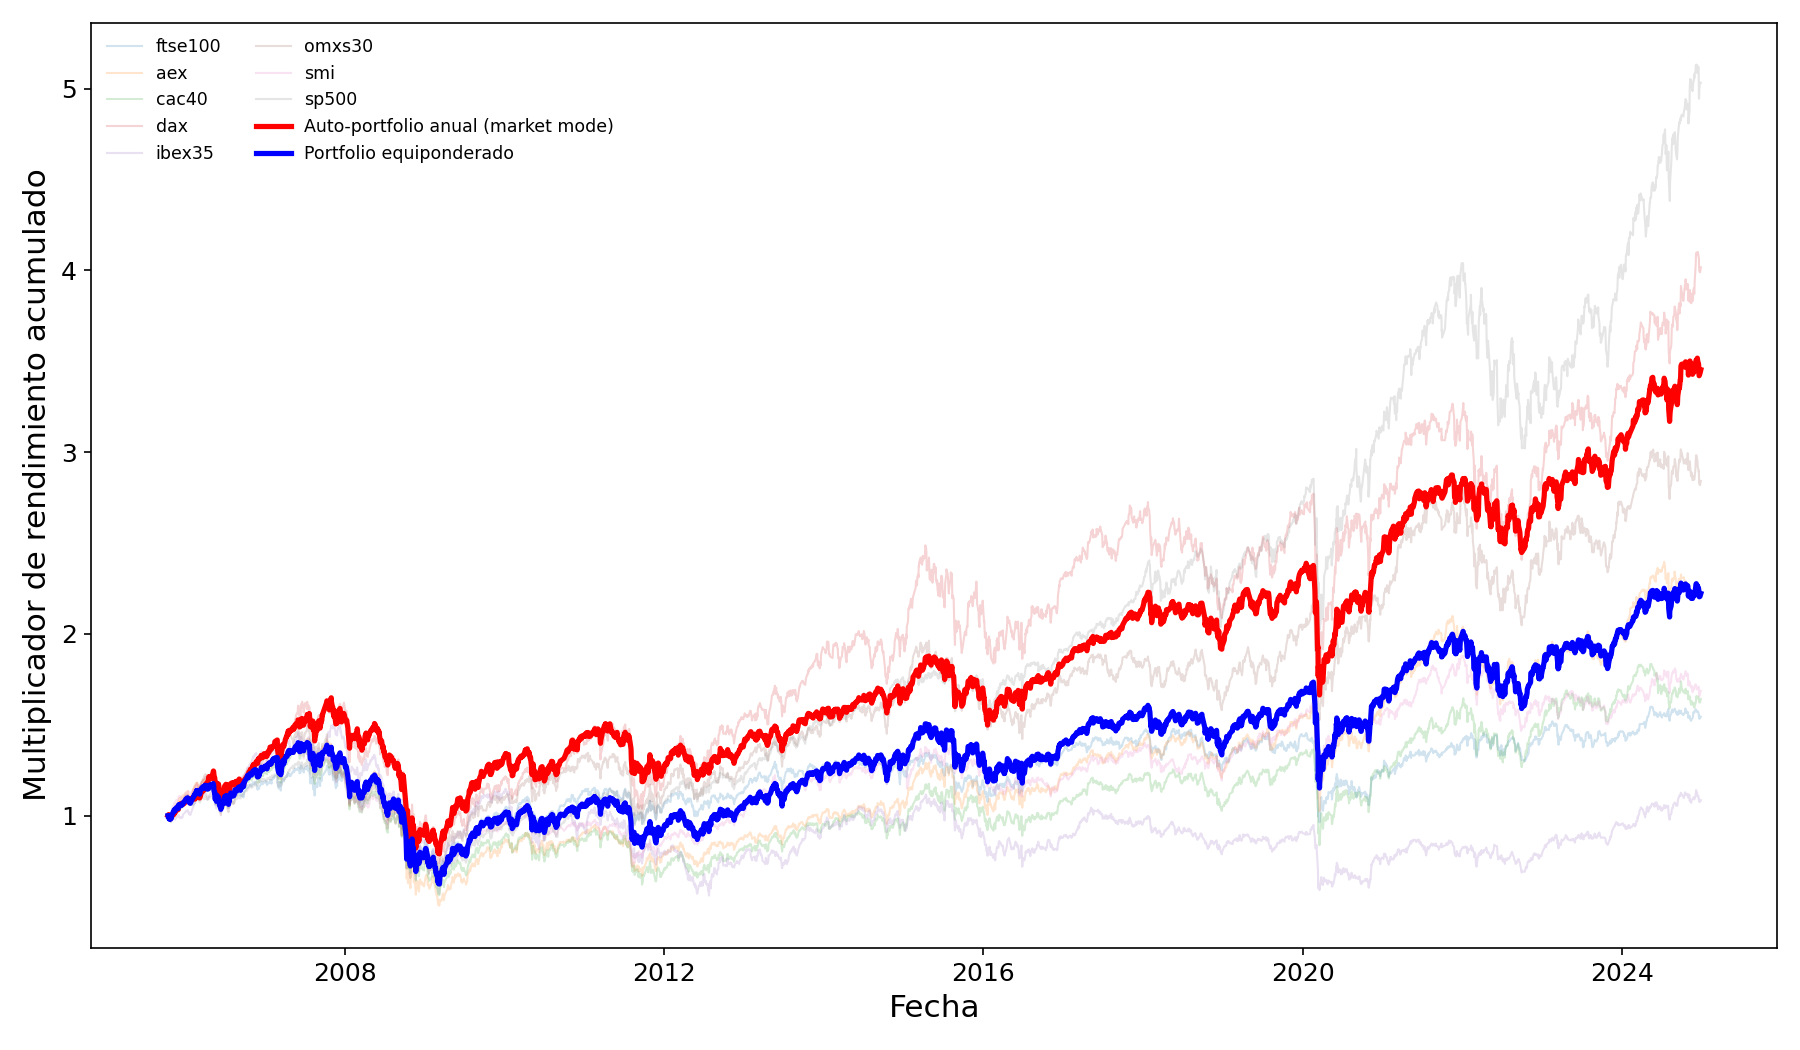 ftse100
aex
cac40
dax
ibex35
omxs30
smi
sp500
Auto-portfolio anual (market mode)
Portfolio equiponderado
Multiplicador de rendimiento acumulado
5
4
3
2
1
2008
2012
2016
2020
2024
Fecha